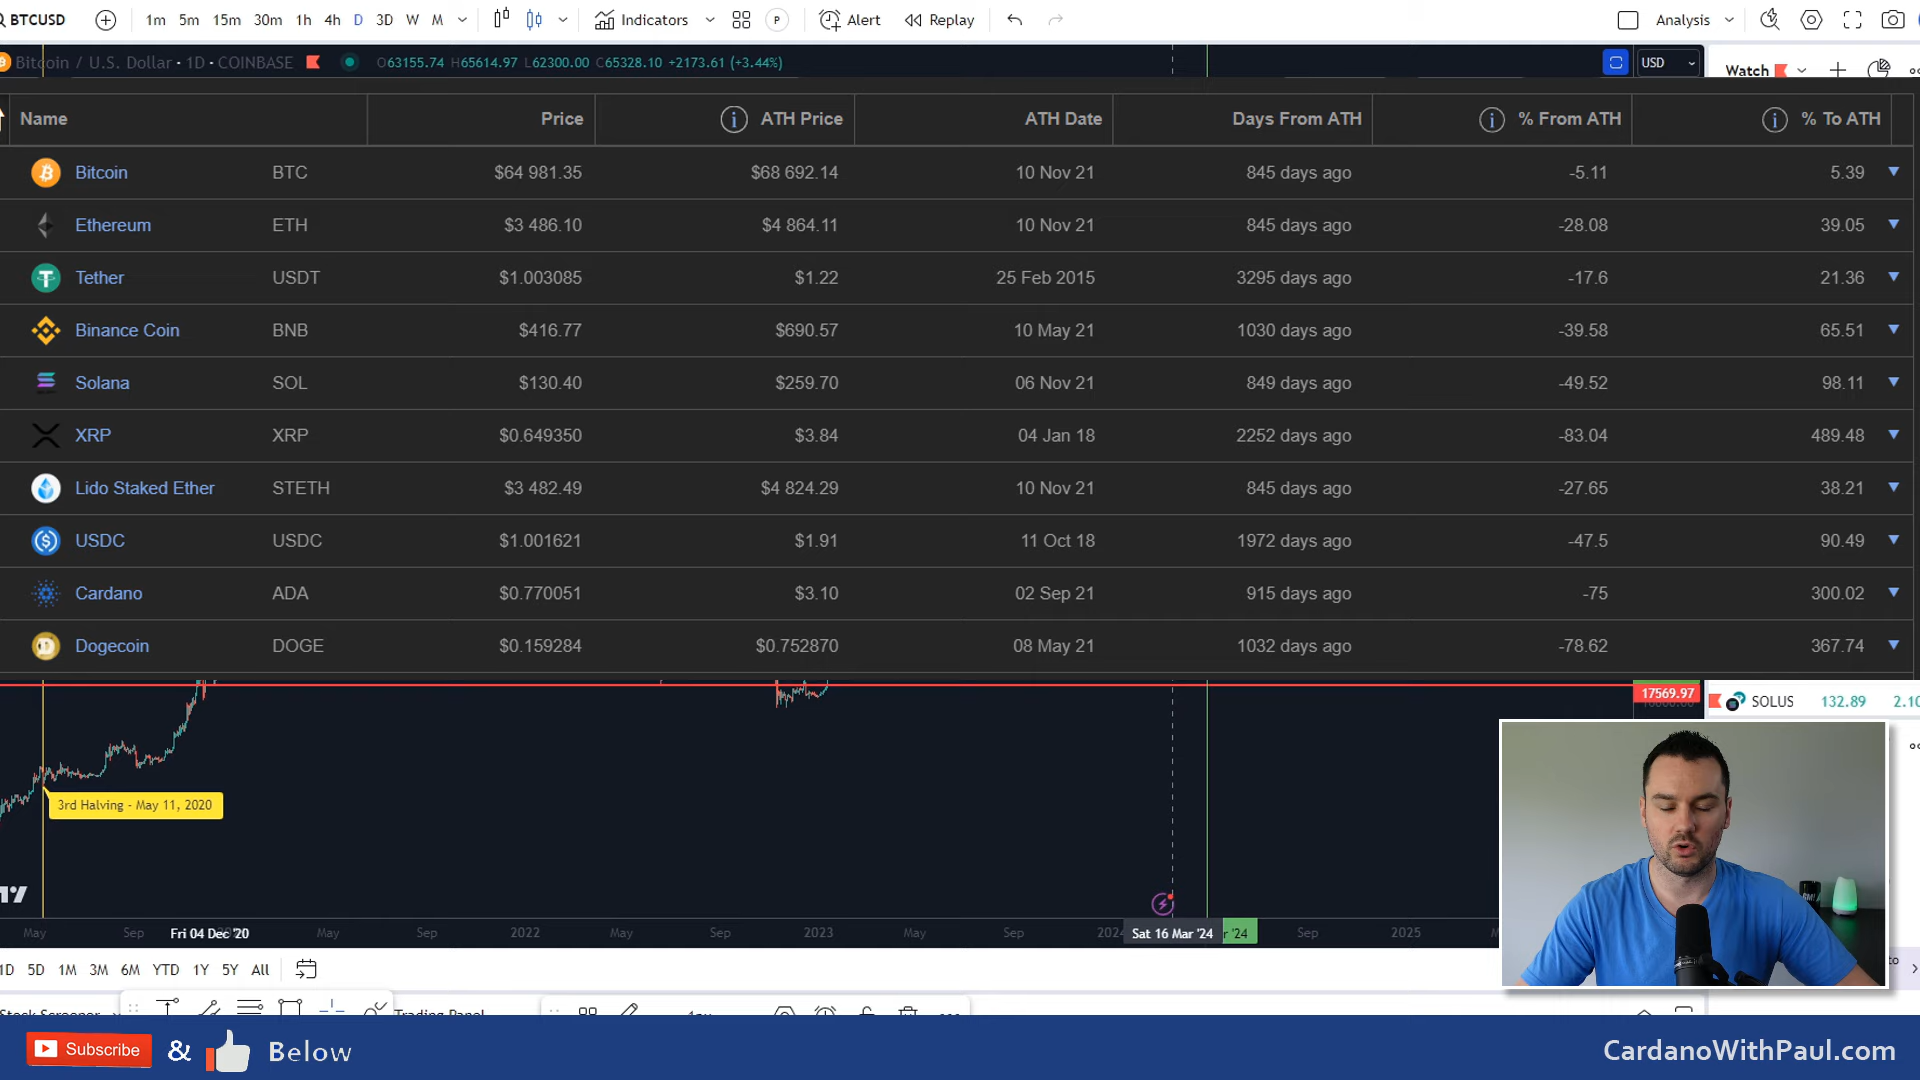 BTCUSD 1m 5m 15m 30m 1h 4h D 3D W M Indicators P Alert Replay Analysis
Bitcoin / U.S. Dollar · 1D · COINBASE O63155.74 H65614.97 L62300.00 C65328.10 +2173.61 (+3.44%) USD Watch
Name Price ATH Price ATH Date Days From ATH % From ATH % To ATH
Bitcoin BTC $64 981.35 $68 692.14 10 Nov 21 845 days ago -5.11 5.39
Ethereum ETH $3 486.10 $4 864.11 10 Nov 21 845 days ago -28.08 39.05
Tether USDT $1.003085 $1.22 25 Feb 2015 3295 days ago -17.6 21.36
Binance Coin BNB $416.77 $690.57 10 May 21 1030 days ago -39.58 65.51
Solana SOL $130.40 $259.70 06 Nov 21 849 days ago -49.52 98.11
XRP XRP $0.649350 $3.84 04 Jan 18 2252 days ago -83.04 489.48
Lido Staked Ether STETH $3 482.49 $4 824.29 10 Nov 21 845 days ago -27.65 38.21
USDC USDC $1.001621 $1.91 11 Oct 18 1972 days ago -47.5 90.49
Cardano ADA $0.770051 $3.10 02 Sep 21 915 days ago -75 300.02
Dogecoin DOGE $0.159284 $0.752870 08 May 21 1032 days ago -78.62 367.74
17569.97 SOLUS 132.89 2.10
3rd Halving - May 11, 2020
May Sep Fri 04 Dec '20 May Sep 2022 May Sep 2023 May Sep 2024 Sat 16 Mar '24 r '24 Sep 2025
1D 5D 1M 3M 6M YTD 1Y 5Y All
Stock Screener Trading Panel
Subscribe & Below CardanoWithPaul.com